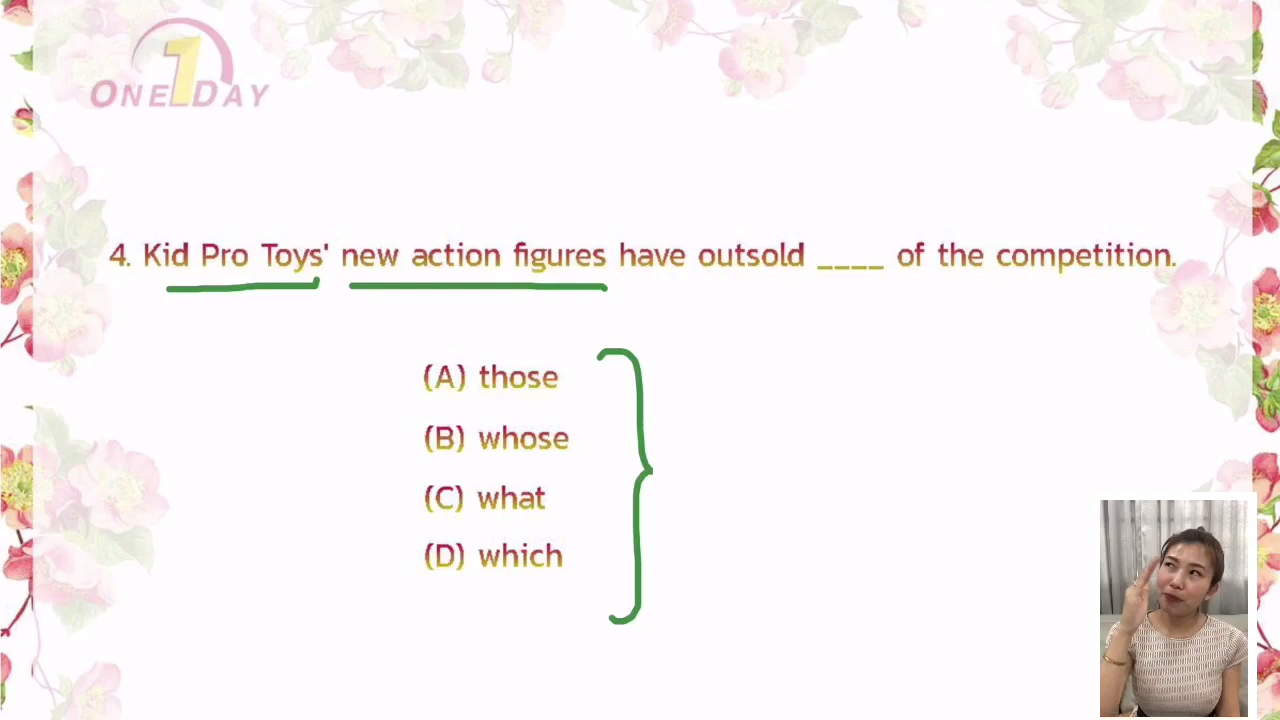 1
ONE DAY
4. Kid Pro Toys' new action figures have outsold ____ of the competition.
(A) those
(B) whose
(C) what
(D) which